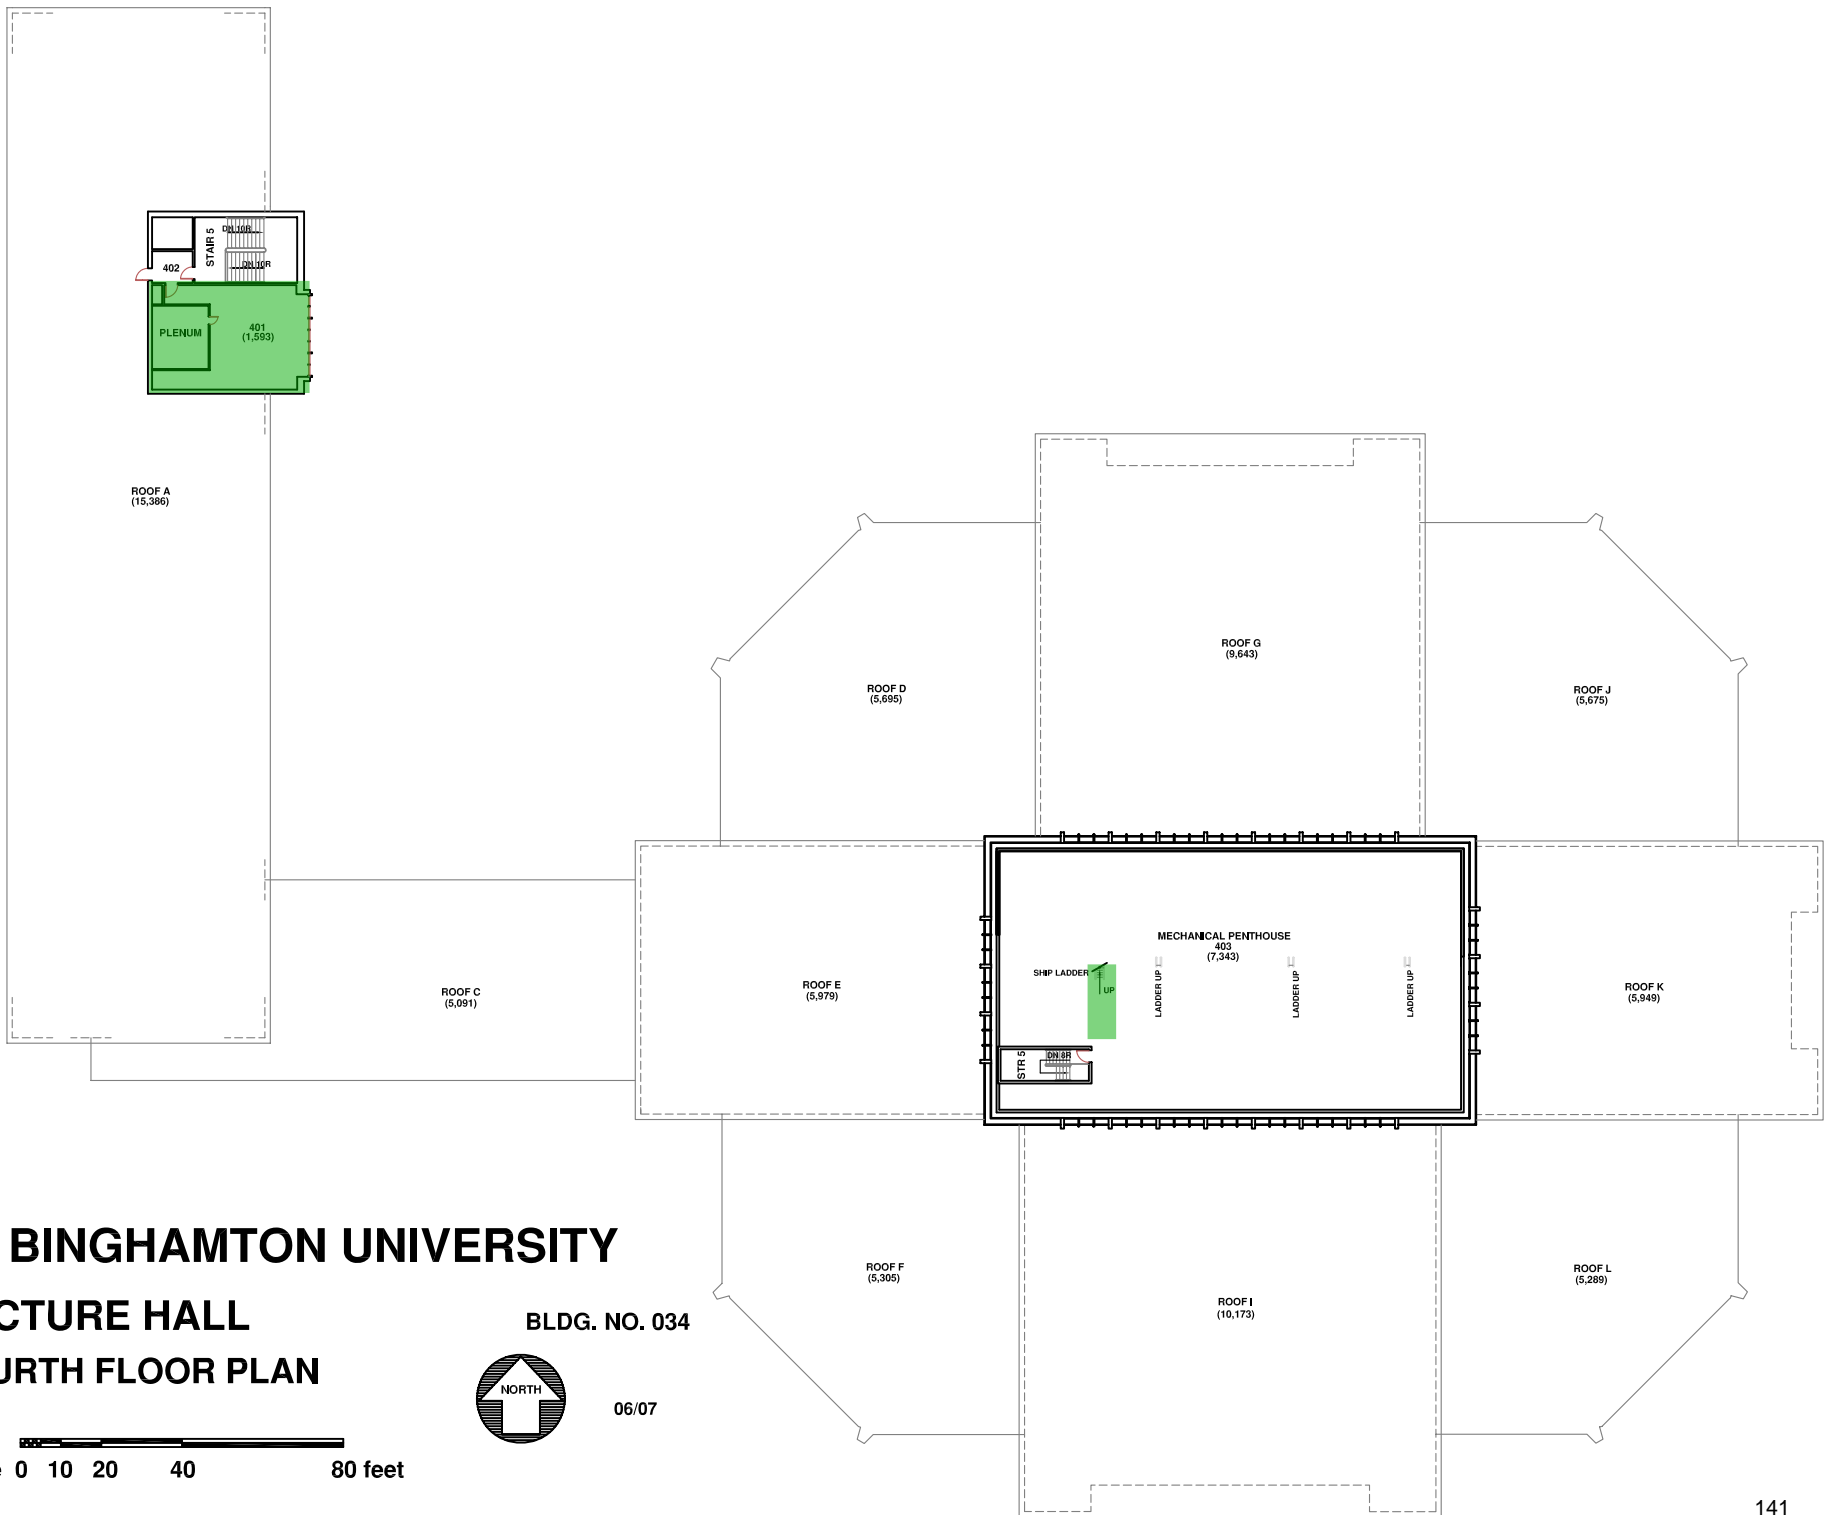 DN 10R
STAIR 5
DN 10R
402
PLENUM
401
(1,593)
ROOF A
(15,386)
ROOF G
(9,643)
ROOF D
(5,695)
ROOF J
(5,675)
MECHANICAL PENTHOUSE
403
(7,343)
SHIP LADDER
UP
LADDER UP
LADDER UP
LADDER UP
ROOF C
(5,091)
ROOF E
(5,979)
ROOF K
(5,949)
STR 5
DN 8R
ROOF F
(5,305)
ROOF I
(10,173)
ROOF L
(5,289)
BINGHAMTON UNIVERSITY
CTURE HALL
BLDG. NO. 034
URTH FLOOR PLAN
NORTH
06/07
e 0 10 20 40 80 feet
141